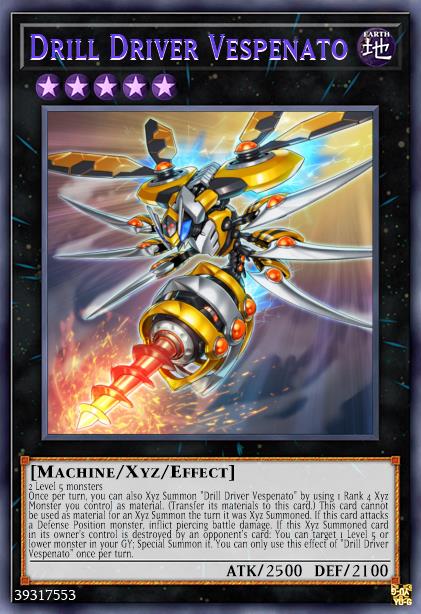 Drill Driver Vespenato
EARTH
地
[Machine/Xyz/Effect]
2 Level 5 monsters
Once per turn, you can also Xyz Summon "Drill Driver Vespenato" by using 1 Rank 4 Xyz
Monster you control as material. (Transfer its materials to this card.) This card cannot
be used as material for an Xyz Summon the turn it was Xyz Summoned. If this card attacks
a Defense Position monster, inflict piercing battle damage. If this Xyz Summoned card
in its owner's control is destroyed by an opponent's card: You can target 1 Level 5 or
lower monster in your GY; Special Summon it. You can only use this effect of "Drill Driver
Vespenato" once per turn.
ATK/2500 DEF/2100
39317553